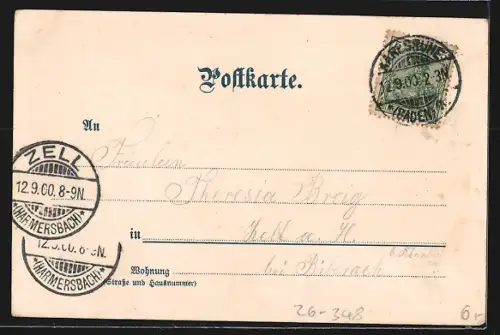 Postkarte.
KARLSRUHE
12.9.00. 2-3N.
(BADEN)
An
Fräulein
Theresia
ZELL
12.9.00. 8-9N.
(HARMERSBACH)
12.9.00. 8-9N.
(HARMERSBACH)
in Zell a. H.
bei Biberach
Wohnung
(Straße und Hausnummer)
26-348